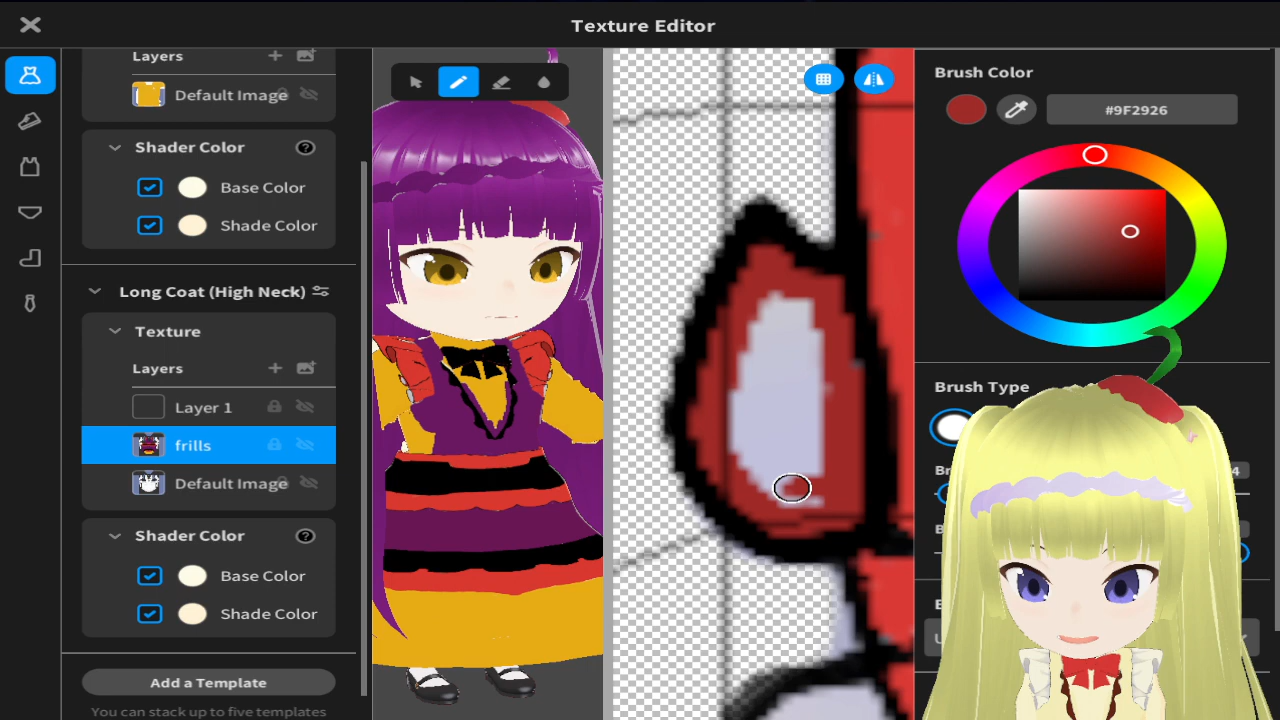 Texture Editor
Layers
Default Image
Shader Color
Base Color
Shade Color
Long Coat (High Neck)
Texture
Layers
Layer 1
frills
Default Image
Shader Color
Base Color
Shade Color
Add a Template
You can stack up to five templates
Brush Color
#9F2926
Brush Type